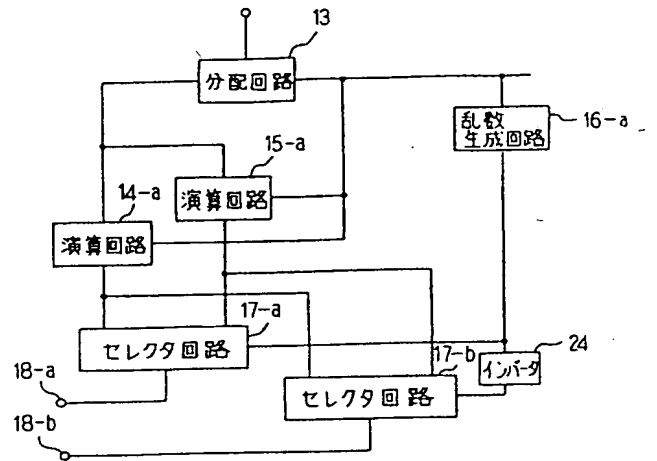 13
分配回路
乱数
生成回路
16-a
15-a
演算回路
14-a
演算回路
17-a
セレクタ回路
17-b
24
インバータ
18-a
セレクタ回路
18-b